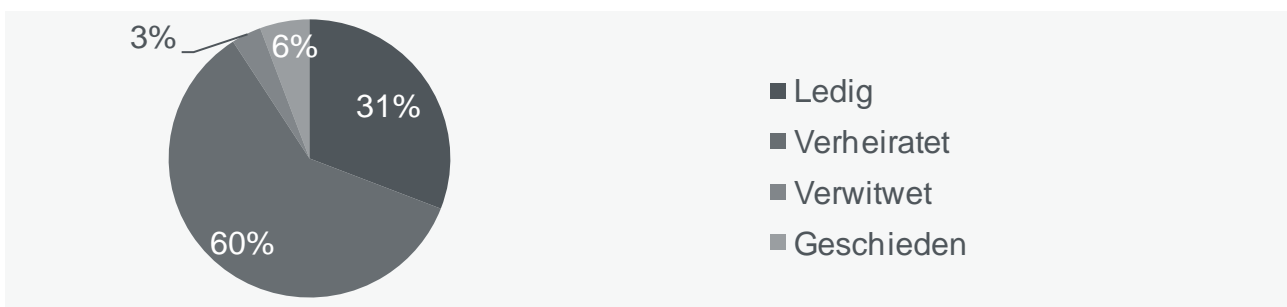 3%
6%
31%
60%
Ledig
Verheiratet
Verwitwet
Geschieden